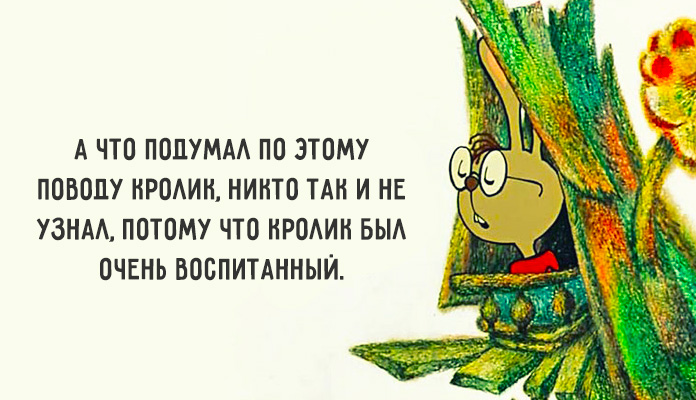 А ЧТО ПОДУМАЛ ПО ЭТОМУ
ПОВОДУ КРОЛИК, НИКТО ТАК И НЕ
УЗНАЛ, ПОТОМУ ЧТО КРОЛИК БЫЛ
ОЧЕНЬ ВОСПИТАННЫЙ.